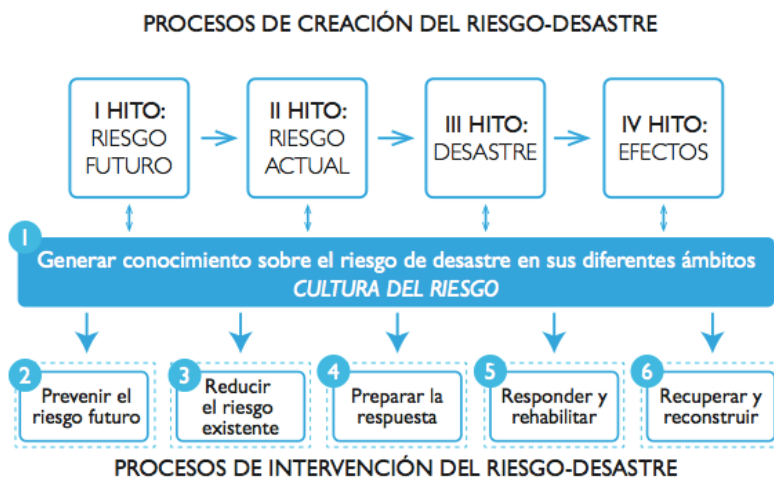 PROCESOS DE CREACIÓN DEL RIESGO-DESASTRE
I HITO:
RIESGO
FUTURO
II HITO:
RIESGO
ACTUAL
III HITO:
DESASTRE
IV HITO:
EFECTOS
1
Generar conocimiento sobre el riesgo de desastre en sus diferentes ámbitos
CULTURA DEL RIESGO
2
Prevenir el
riesgo futuro
3
Reducir
el riesgo
existente
4
Preparar la
respuesta
5
Responder y
rehabilitar
6
Recuperar y
reconstruir
PROCESOS DE INTERVENCIÓN DEL RIESGO-DESASTRE